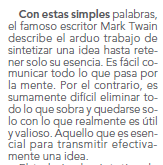 Con estas simples palabras,
el famoso escritor Mark Twain
describe el arduo trabajo de
sintetizar una idea hasta rete-
ner solo su esencia. Es fácil co-
municar todo lo que pasa por
la mente. Por el contrario, es
sumamente difícil eliminar to-
do lo que sobra y quedarse so-
lo con lo que realmente es útil
y valioso. Aquello que es esen-
cial para transmitir efectiva-
mente una idea.